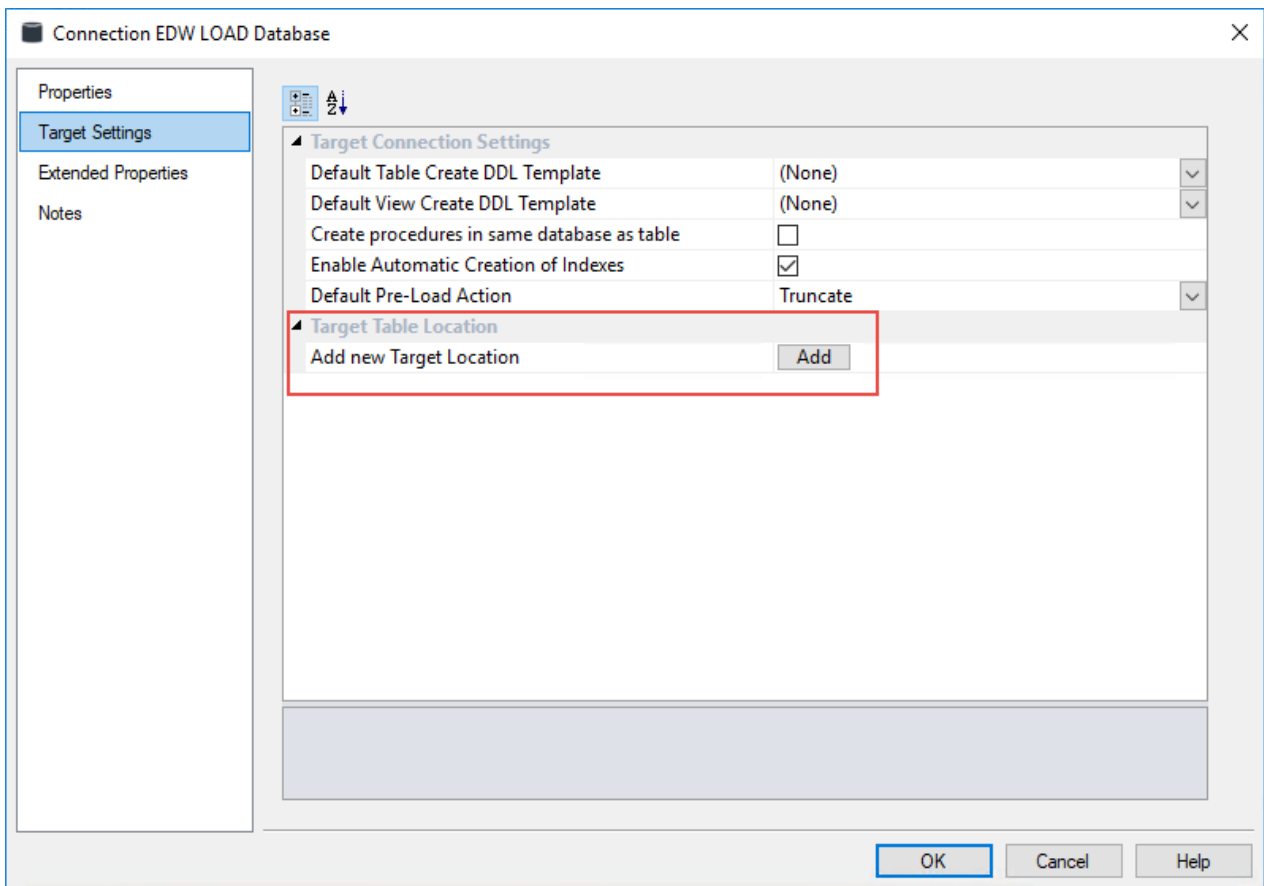 Connection EDW LOAD Database
Properties
Target Settings
Extended Properties
Notes
Target Connection Settings
Default Table Create DDL Template (None)
Default View Create DDL Template (None)
Create procedures in same database as table
Enable Automatic Creation of Indexes
Default Pre-Load Action Truncate
Target Table Location
Add new Target Location Add
OK Cancel Help